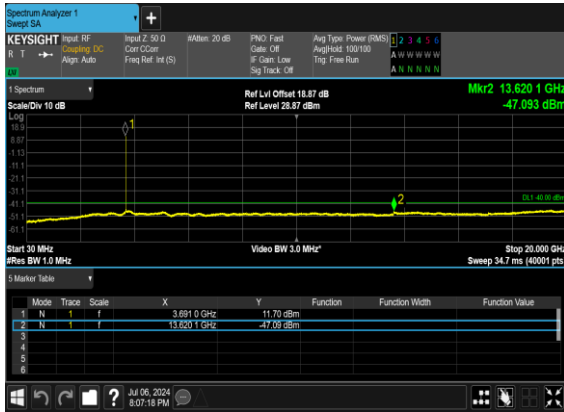 Spectrum Analyzer 1
Swept SA
+
KEYSIGHT Input: RF Input Z: 50 Ω #Atten: 20 dB PNO: Fast Avg Type: Power (RMS) 1 2 3 4 5 6
R T Coupling: DC Corr CCorr Gate: Off Avg|Hold: 100/100 A W W W W W
Align: Auto Freq Ref: Int (S) IF Gain: Low Trig: Free Run
LXI Sig Track: Off A N N N N N
1 Spectrum Ref Lvl Offset 18.87 dB Mkr2 13.620 1 GHz
Scale/Div 10 dB Ref Level 28.87 dBm -47.093 dBm
Log
18.9
8.87
-1.13
-11.1
-21.1
-31.1
-41.1
-51.1
-61.1
1
2
DL1 -40.00 dBm
Start 30 MHz Video BW 3.0 MHz* Stop 20.000 GHz
#Res BW 1.0 MHz Sweep 34.7 ms (40001 pts)
5 Marker Table
Mode Trace Scale X Y Function Function Width Function Value
1 N 1 f 3.691 0 GHz 11.70 dBm
2 N 1 f 13.620 1 GHz -47.09 dBm
3
4
5
6
? Jul 06, 2024
8:07:18 PM